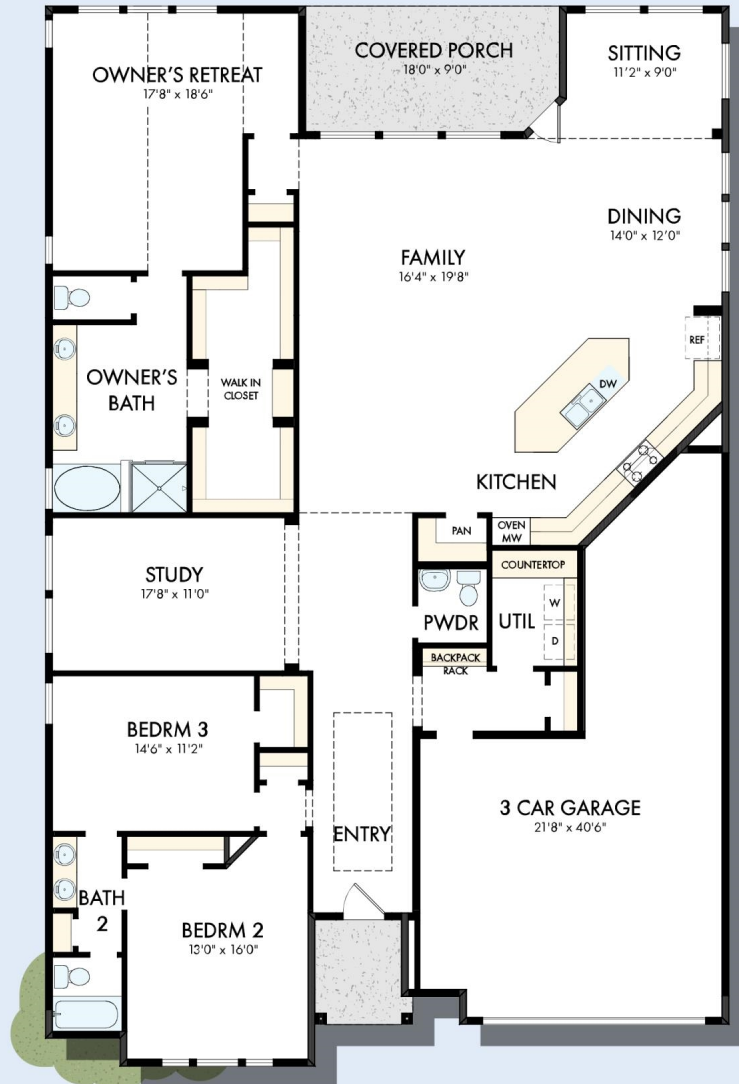 OWNER'S RETREAT
17'8" x 18'6"
COVERED PORCH
18'0" x 9'0"
SITTING
11'2" x 9'0"
DINING
14'0" x 12'0"
FAMILY
16'4" x 19'8"
REF
OWNER'S
BATH
WALK IN
CLOSET
DW
KITCHEN
PAN
OVEN
MW
COUNTERTOP
STUDY
17'8" x 11'0"
PWDR
UTIL
W
D
BACKPACK
RACK
BEDRM 3
14'6" x 11'2"
ENTRY
3 CAR GARAGE
21'8" x 40'6"
BATH
2
BEDRM 2
13'0" x 16'0"